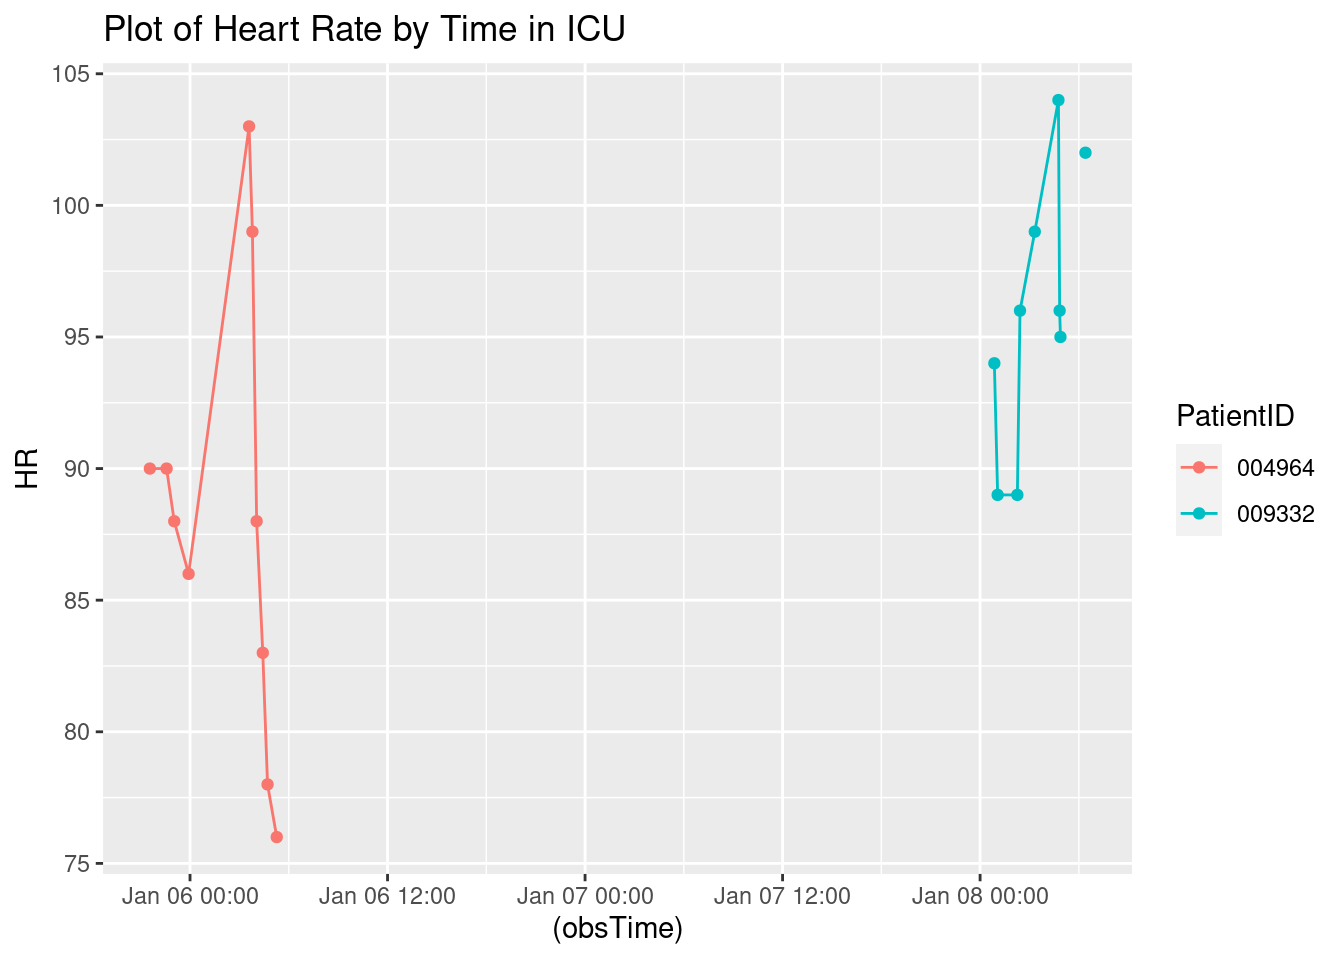 Plot of Heart Rate by Time in ICU
105
100
95
90
85
80
75
HR
Jan 06 00:00
Jan 06 12:00
Jan 07 00:00
Jan 07 12:00
Jan 08 00:00
(obsTime)
PatientID
004964
009332